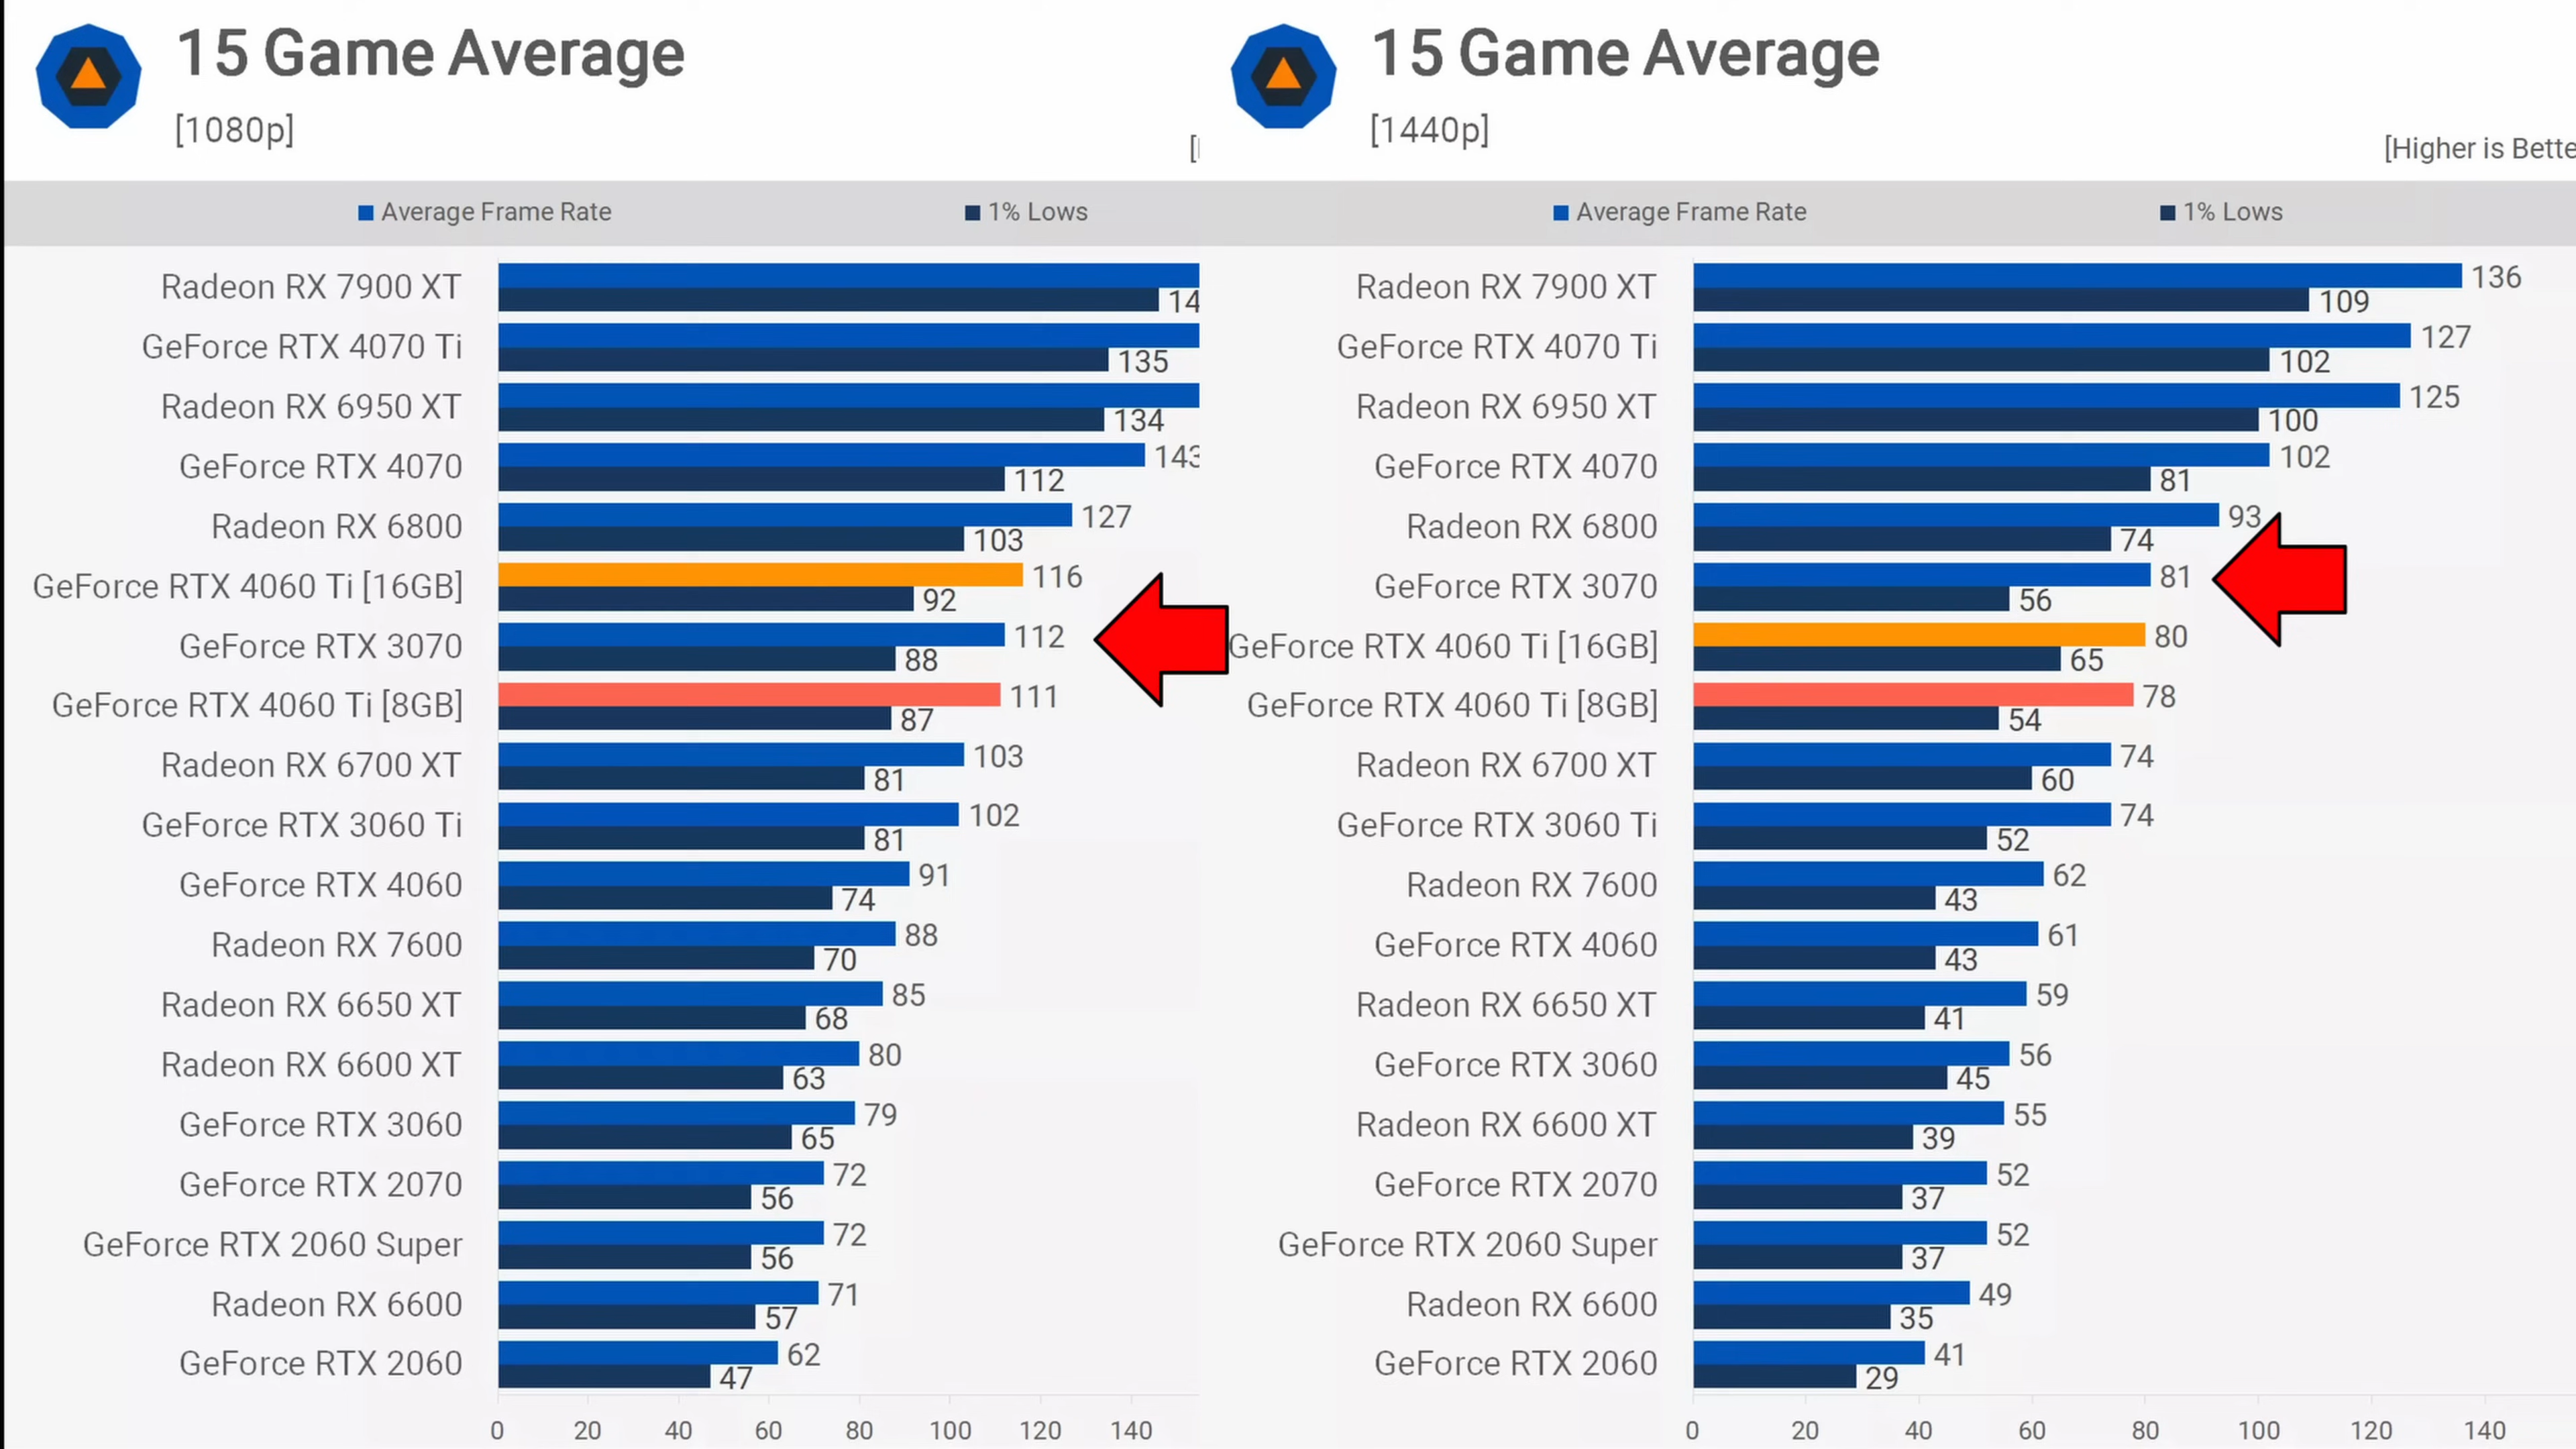 15 Game Average
[1080p]
Average Frame Rate 1% Lows
Radeon RX 7900 XT
GeForce RTX 4070 Ti 135
Radeon RX 6950 XT 134
GeForce RTX 4070 143 112
Radeon RX 6800 127 103
GeForce RTX 4060 Ti [16GB] 116 92
GeForce RTX 3070 112 88
GeForce RTX 4060 Ti [8GB] 111 87
Radeon RX 6700 XT 103 81
GeForce RTX 3060 Ti 102 81
GeForce RTX 4060 91 74
Radeon RX 7600 88 70
Radeon RX 6650 XT 85 68
Radeon RX 6600 XT 80 63
GeForce RTX 3060 79 65
GeForce RTX 2070 72 56
GeForce RTX 2060 Super 72 56
Radeon RX 6600 71 57
GeForce RTX 2060 62 47
0 20 40 60 80 100 120 140
15 Game Average
[1440p]
[Higher is Bette
Average Frame Rate 1% Lows
Radeon RX 7900 XT 136 109
GeForce RTX 4070 Ti 127 102
Radeon RX 6950 XT 125 100
GeForce RTX 4070 102 81
Radeon RX 6800 93 74
GeForce RTX 3070 81 56
GeForce RTX 4060 Ti [16GB] 80 65
GeForce RTX 4060 Ti [8GB] 78 54
Radeon RX 6700 XT 74 60
GeForce RTX 3060 Ti 74 52
Radeon RX 7600 62 43
GeForce RTX 4060 61 43
Radeon RX 6650 XT 59 41
GeForce RTX 3060 56 45
Radeon RX 6600 XT 55 39
GeForce RTX 2070 52 37
GeForce RTX 2060 Super 52 37
Radeon RX 6600 49 35
GeForce RTX 2060 41 29
0 20 40 60 80 100 120 140